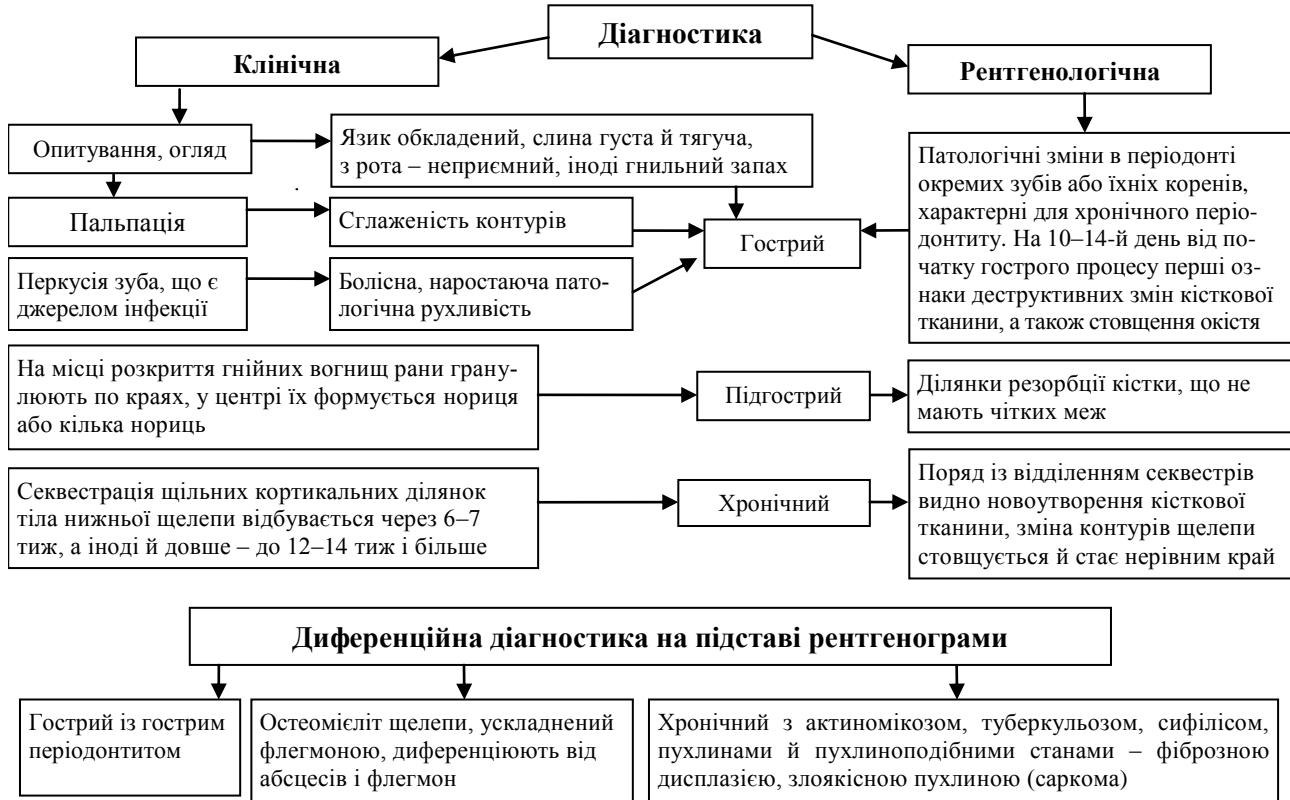 Діагностика
Клінічна
Рентгенологічна
Опитування, огляд
Язик обкладений, слина густа й тягуча,
з рота – неприємний, іноді гнильний запах
Пальпація
Сглаженість контурів
Гострий
Перкусія зуба, що є
джерелом інфекції
Болісна, наростаюча пато-
логічна рухливість
Патологічні зміни в періодонті
окремих зубів або їхніх коренів,
характерні для хронічного періо-
донтиту. На 10–14-й день від по-
чатку гострого процесу перші оз-
наки деструктивних змін кісткової
тканини, а також стовщення окістя
На місці розкриття гнійних вогнищ рани грану-
люють по краях, у центрі їх формується нориця
або кілька нориць
Підгострий
Ділянки резорбції кістки, що не
мають чітких меж
Секвестрація щільних кортикальних ділянок
тіла нижньої щелепи відбувається через 6–7
тиж, а іноді й довше – до 12–14 тиж і більше
Хронічний
Поряд із відділенням секвестрів
видно новоутворення кісткової
тканини, зміна контурів щелепи
стовщується й стає нерівним край
Диференційна діагностика на підставі рентгенограми
Гострий із гострим
періодонтитом
Остеомієліт щелепи, ускладнений
флегмоною, диференціюють від
абсцесів і флегмон
Хронічний з актиномікозом, туберкульозом, сифілісом,
пухлинами й пухлиноподібними станами – фіброзною
дисплазією, злоякісною пухлиною (саркома)